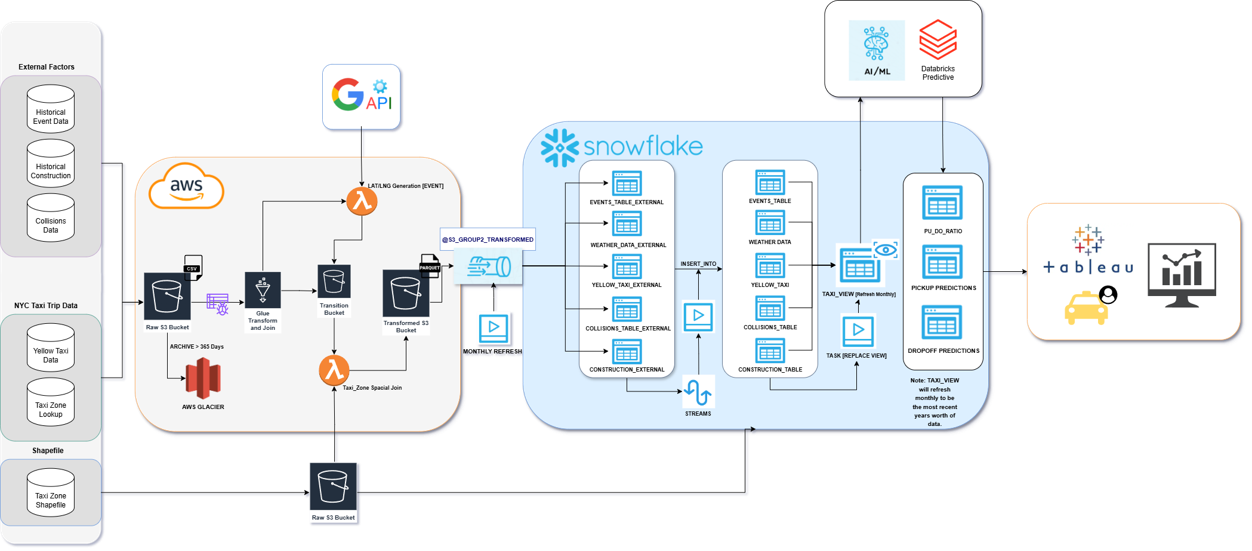 External Factors
Historical
Event Data
Historical
Construction
Collisions
Data
NYC Taxi Trip Data
Yellow Taxi
Data
Taxi Zone
Lookup
Shapefile
Taxi Zone
Shapefile
aws
CSV
Raw S3 Bucket
ARCHIVE > 365 Days
AWS GLACIER
Glue
Transform
and Join
G API
LAT/LNG Generation [EVENT]
Transition
Bucket
Taxi_Zone Spacial Join
PARQUET
Transformed S3
Bucket
Raw S3 Bucket
@S3_GROUP2_TRANSFORMED
MONTHLY REFRESH
snowflake
EVENTS_TABLE_EXTERNAL
WEATHER_DATA_EXTERNAL
YELLOW_TAXI_EXTERNAL
COLLISIONS_TABLE_EXTERNAL
CONSTRUCTION_EXTERNAL
INSERT_INTO
STREAMS
EVENTS_TABLE
WEATHER DATA
YELLOW_TAXI
COLLISIONS_TABLE
CONSTRUCTION_TABLE
TAXI_VIEW [Refresh Monthly]
TASK [REPLACE VIEW]
AI/ML
Databricks
Predictive
PU_DO_RATIO
PICKUP PREDICTIONS
DROPOFF PREDICTIONS
Note: TAXI_VIEW
will refresh
monthly to be
the most recent
years worth of
data.
+ableau